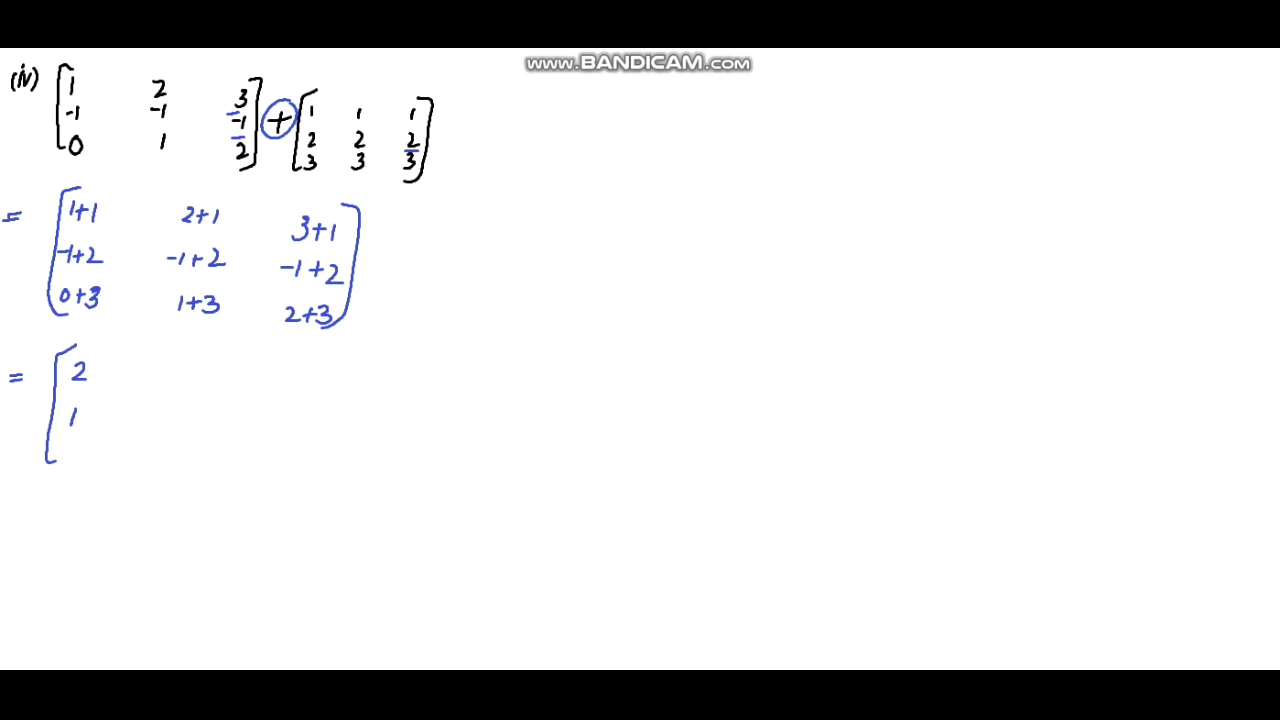 www.BANDICAM.com
(iv) [1 2 3] + [1 1 1]
[-1 -1 -1] [2 2 2]
[0 1 2] [3 3 3]
= [1+1 2+1 3+1]
[-1+2 -1+2 -1+2]
[0+3 1+3 2+3]
= [2
1